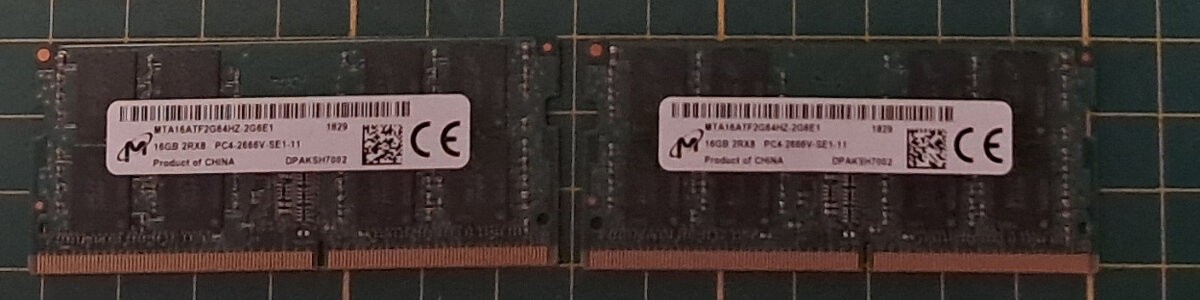 MTA16ATF2G64HZ-2G6E1 1829
16GB 2RX8 PC4-2666V-SE1-11
Product of CHINA DPAKSH7002
CE
MTA16ATF2G64HZ-2G6E1 1829
16GB 2RX8 PC4-2666V-SE1-11
Product of CHINA DPAKSH7002
CE